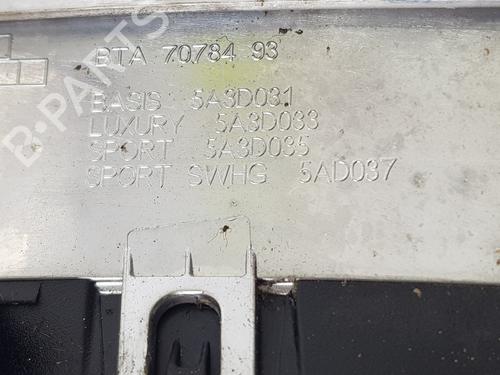 BTA 70784 93
BASIS 5A3D031
LUXURY 5A3D033
SPORT 5A3D035
SPORT SWHG 5AD037
B-PARTS